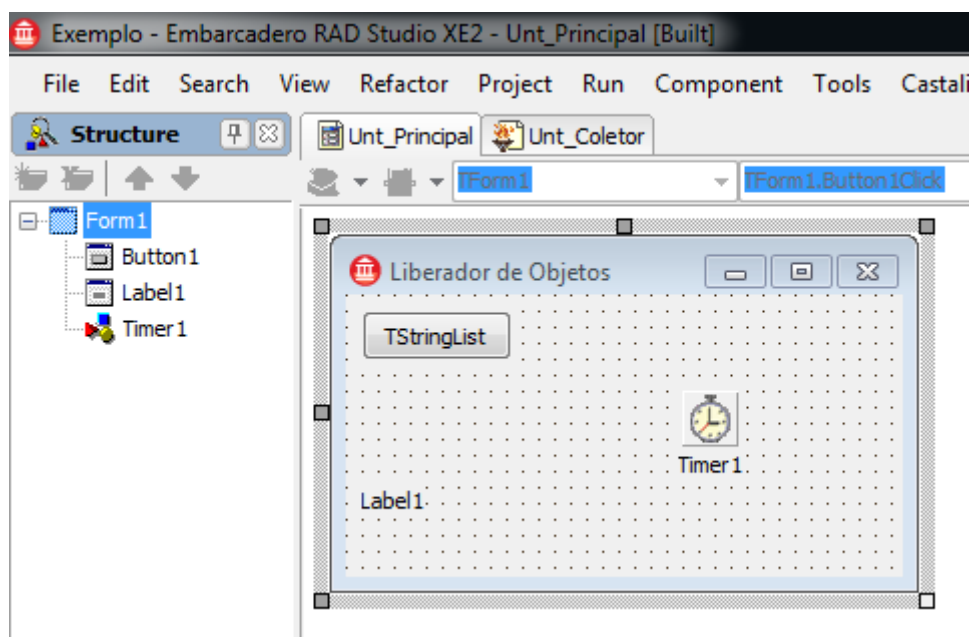 Exemplo - Embarcadero RAD Studio XE2 - Unt_Principal [Built]
File Edit Search View Refactor Project Run Component Tools Castali
Structure
Unt_Principal Unt_Coletor
TForm1 TForm1.Button1Click
Form1
Button1
Label1
Timer1
Liberador de Objetos
TStringList
Timer1
Label1